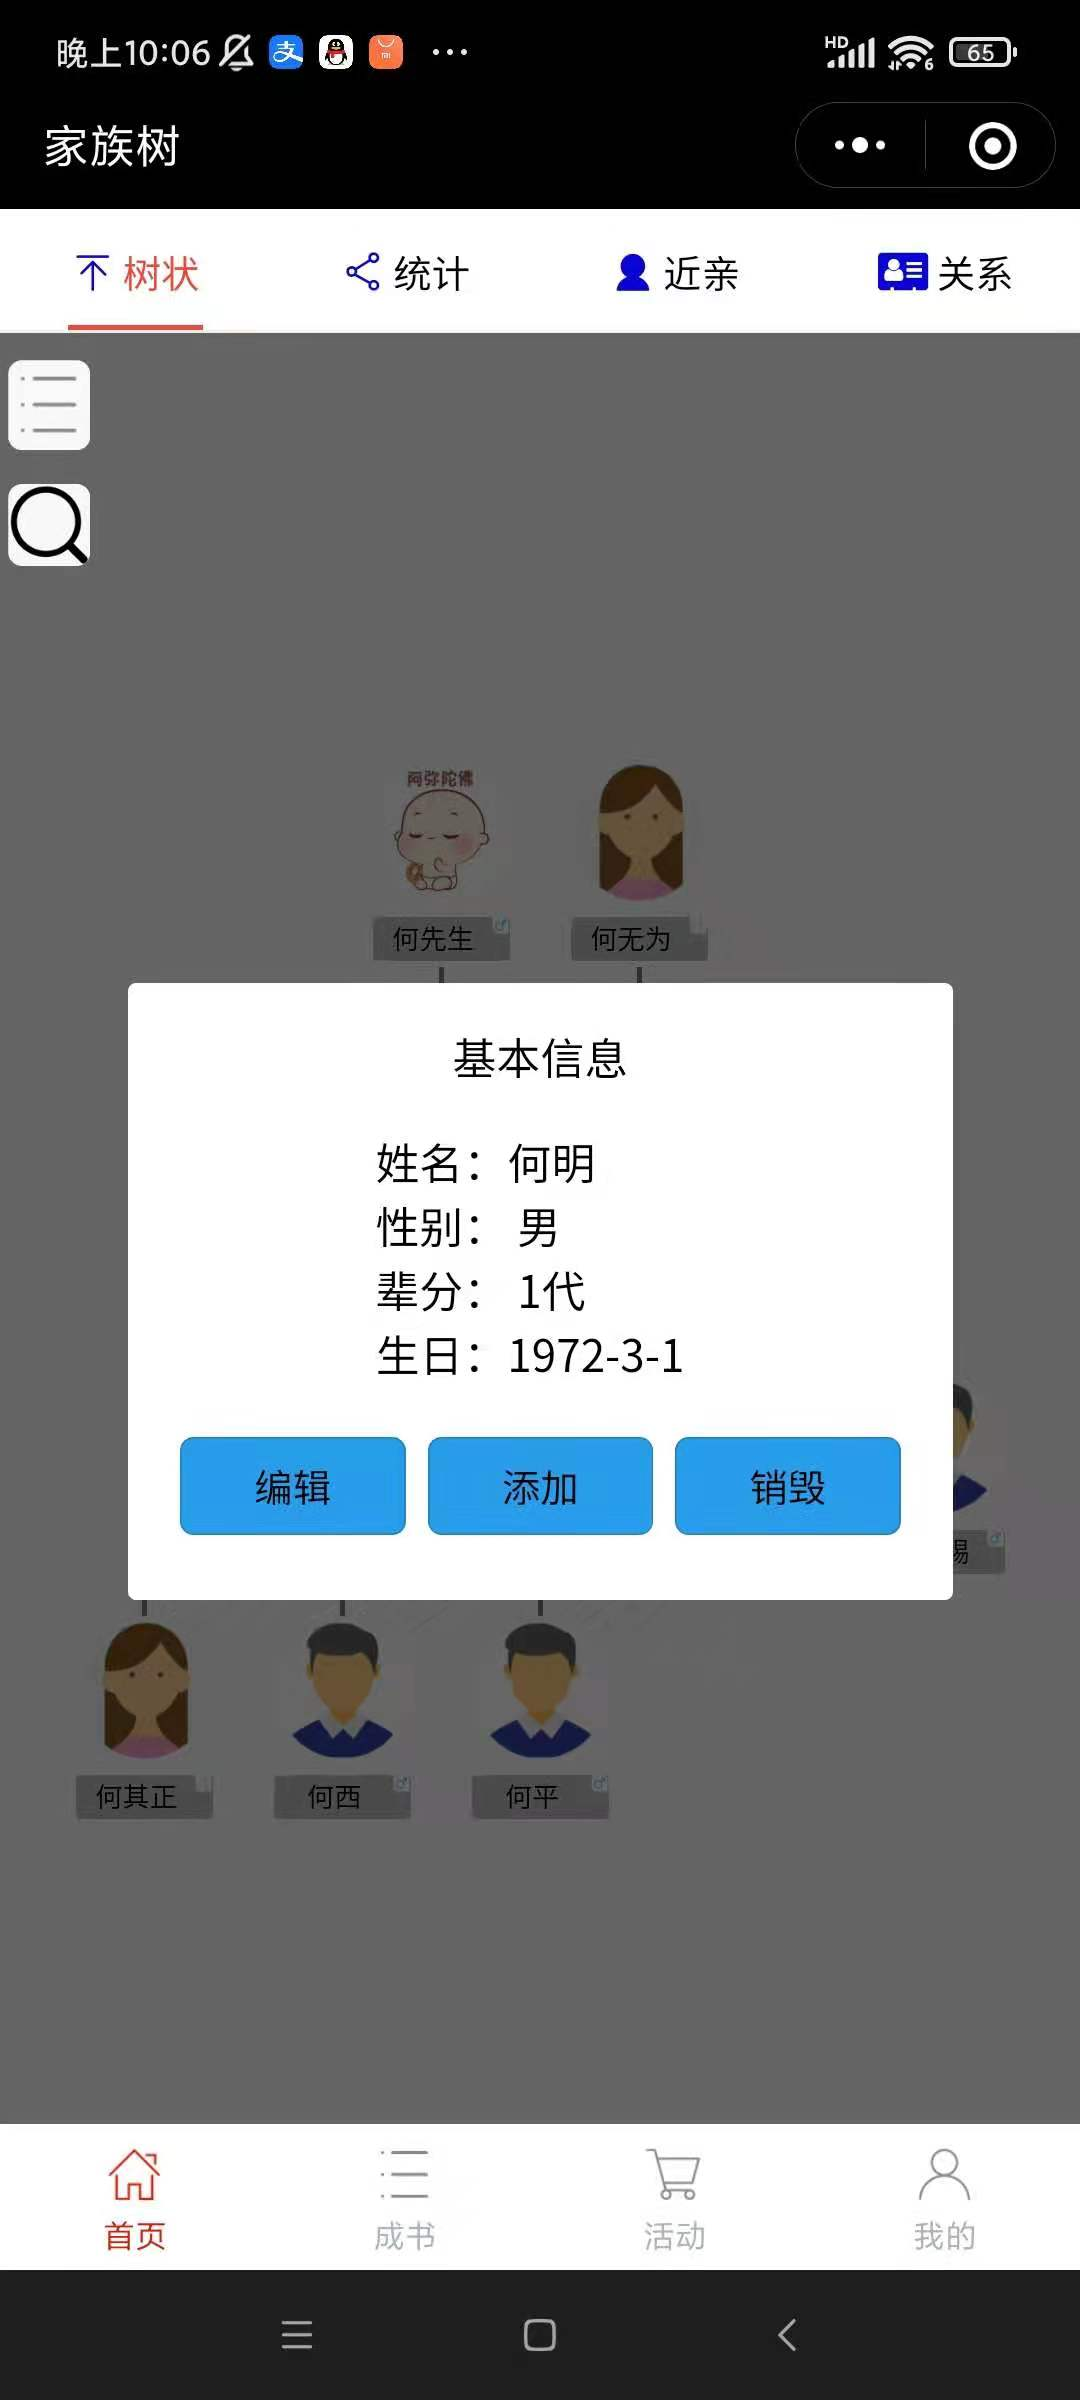 晚上10:06
HD
6
65
家族树
树状
统计
近亲
关系
阿弥陀佛
何先生
何无为
基本信息
姓名：何明
性别： 男
辈分： 1代
生日：1972-3-1
编辑
添加
销毁
何其正
何西
何平
首页
成书
活动
我的